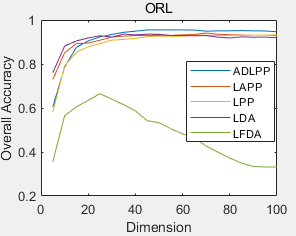 ORL
Overall Accuracy
1
0.8
0.6
0.4
0.2
ADLPP
LAPP
LPP
LDA
LFDA
0 20 40 60 80 100
Dimension